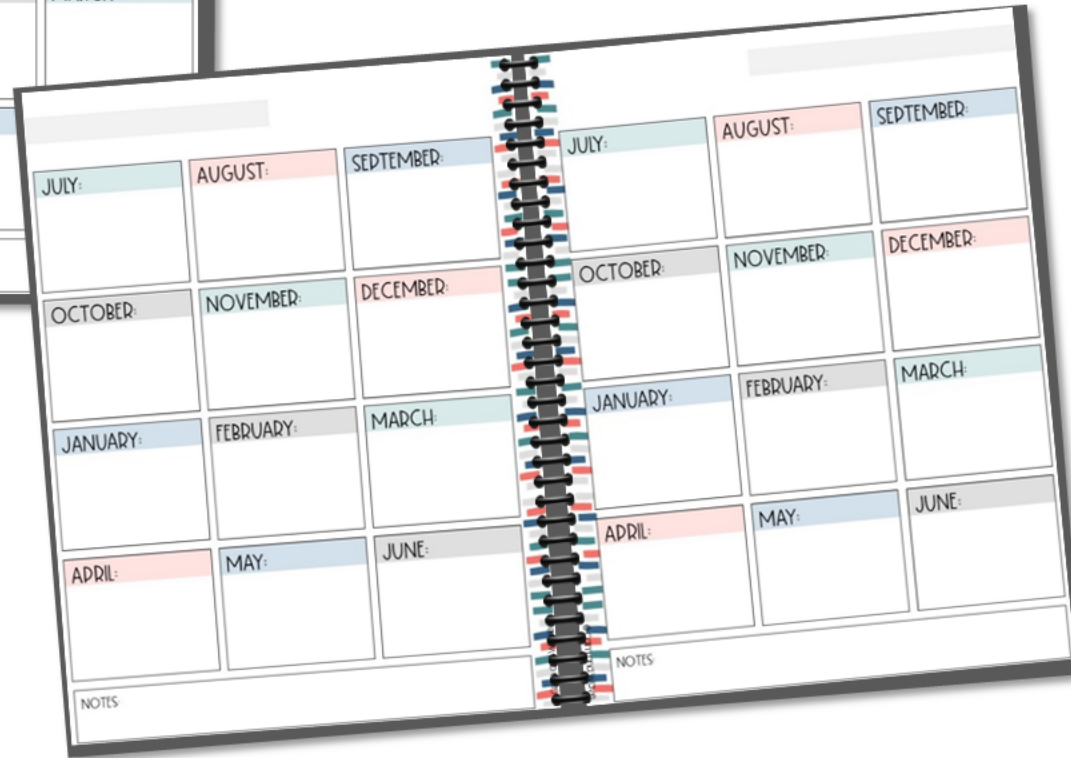 JULY:
AUGUST:
SEPTEMBER:
OCTOBER:
NOVEMBER:
DECEMBER:
JANUARY:
FEBRUARY:
MARCH:
APRIL:
MAY:
JUNE:
NOTES:
JULY:
AUGUST:
SEPTEMBER:
OCTOBER:
NOVEMBER:
DECEMBER:
JANUARY:
FEBRUARY:
MARCH:
APRIL:
MAY:
JUNE:
NOTES: